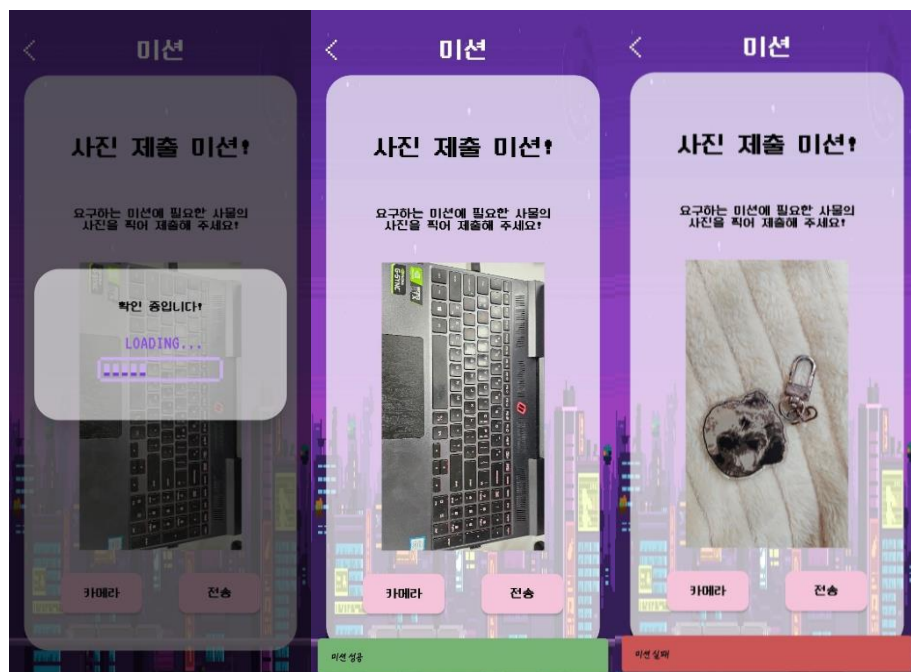 미션
사진 제출 미션!
요구하는 미션에 필요한 사물의
사진을 찍어 제출해 주세요!
확인 중입니다!
LOADING...
카메라
전송
미션
사진 제출 미션!
요구하는 미션에 필요한 사물의
사진을 찍어 제출해 주세요!
G-SYNC
카메라
전송
미션 성공
미션
사진 제출 미션!
요구하는 미션에 필요한 사물의
사진을 찍어 제출해 주세요!
카메라
전송
미션 실패